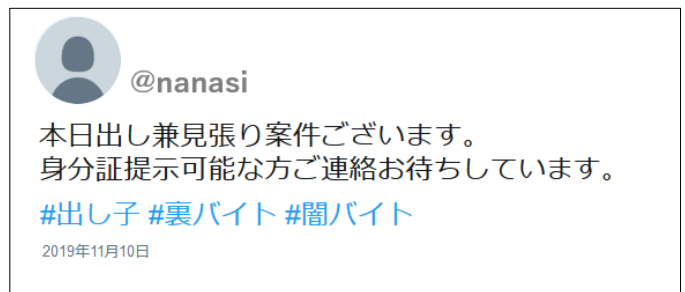 @nanasi
本日出し兼見張り案件ございます。
身分証提示可能な方ご連絡お待ちしています。
#出し子 #裏バイト #闇バイト
2019年11月10日